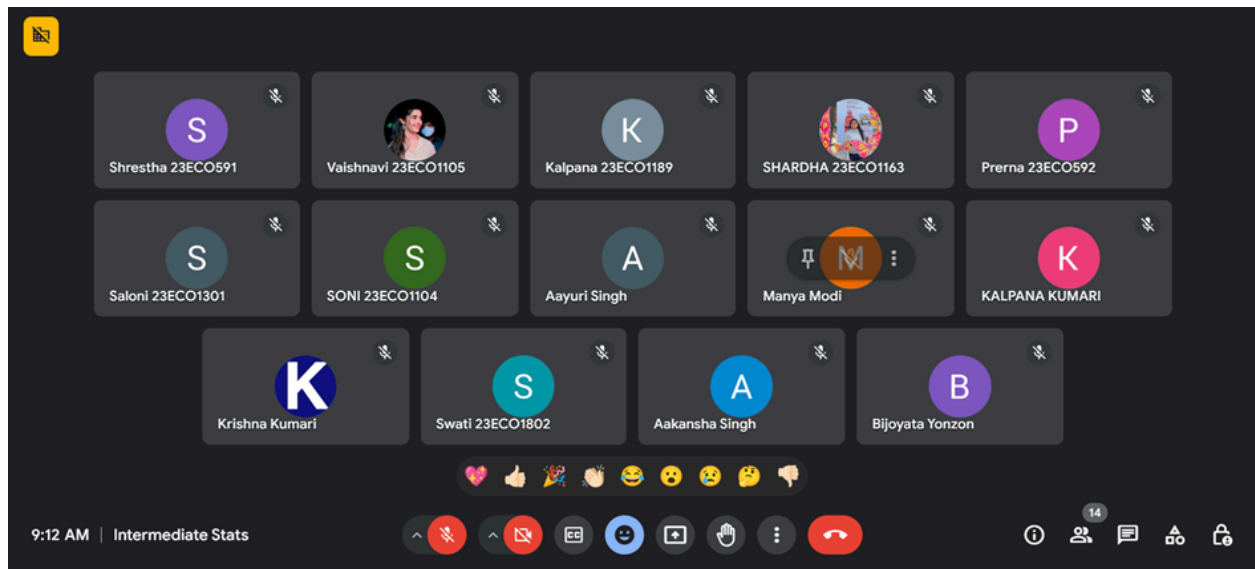 S
K
P
Shrestha 23ECO591
Vaishnavi 23ECO1105
Kalpana 23ECO1189
SHARDHA 23ECO1163
Prerna 23ECO592
S
S
A
M
K
Saloni 23ECO1301
SONI 23ECO1104
Aayuri Singh
Manya Modi
KALPANA KUMARI
K
S
A
B
Krishna Kumari
Swati 23ECO1802
Aakansha Singh
Bijoyata Yonzon
14
9:12 AM | Intermediate Stats
CC